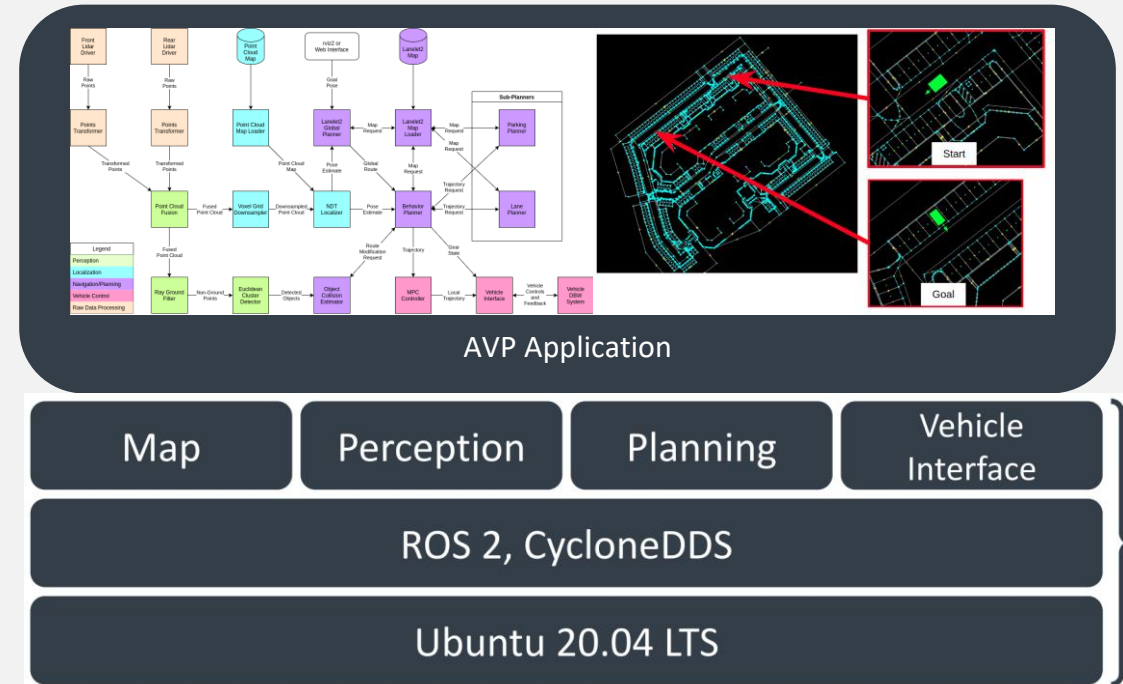 Front
Lidar
Driver
Rear
Lidar
Driver
Point
Cloud
Map
rviz2 or
Web Interface
Lanelet2
Map
Raw
Points
Raw
Points
Goal
Pose
Sub-Planners
Points
Transformer
Points
Transformer
Point Cloud
Map Loader
Lanelet2
Global
Planner
Map
Request
Lanelet2
Map
Loader
Map
Request
Parking
Planner
Map
Request
Transformed
Points
Transformed
Points
Point Cloud
Map
Pose
Estimate
Global
Route
Map
Request
Trajectory
Request
Point Cloud
Fusion
Fused
Point Cloud
Voxel Grid
Downsampler
Downsampled
Point Cloud
NDT
Localizer
Pose
Estimate
Behavior
Planner
Trajectory
Request
Lane
Planner
Fused
Point Cloud
Route
Modification
Request
Trajectory
Gear
State
Legend
Perception
Localization
Navigation/Planning
Vehicle Control
Raw Data Processing
Ray Ground
Filter
Non-Ground
Points
Euclidean
Cluster
Detector
Detected
Objects
Object
Collision
Estimator
MPC
Controller
Local
Trajectory
Vehicle
Interface
Vehicle
Controls
and
Feedback
Vehicle
DBW
System
Start
Goal
AVP Application
Map
Perception
Planning
Vehicle
Interface
ROS 2, CycloneDDS
Ubuntu 20.04 LTS